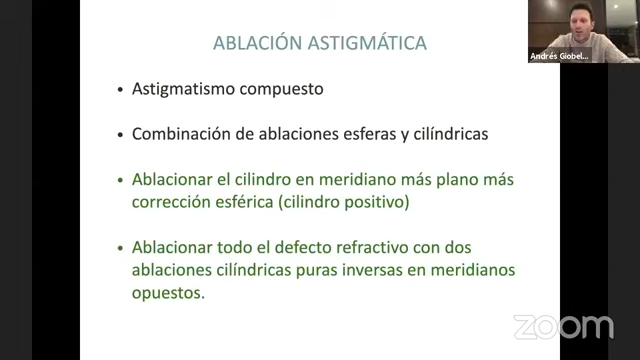 ABLACIÓN ASTIGMÁTICA
Andrés Giobel...
• Astigmatismo compuesto
• Combinación de ablaciones esferas y cilíndricas
• Ablacionar el cilindro en meridiano más plano más
corrección esférica (cilindro positivo)
• Ablacionar todo el defecto refractivo con dos
ablaciones cilíndricas puras inversas en meridianos
opuestos.
zoom